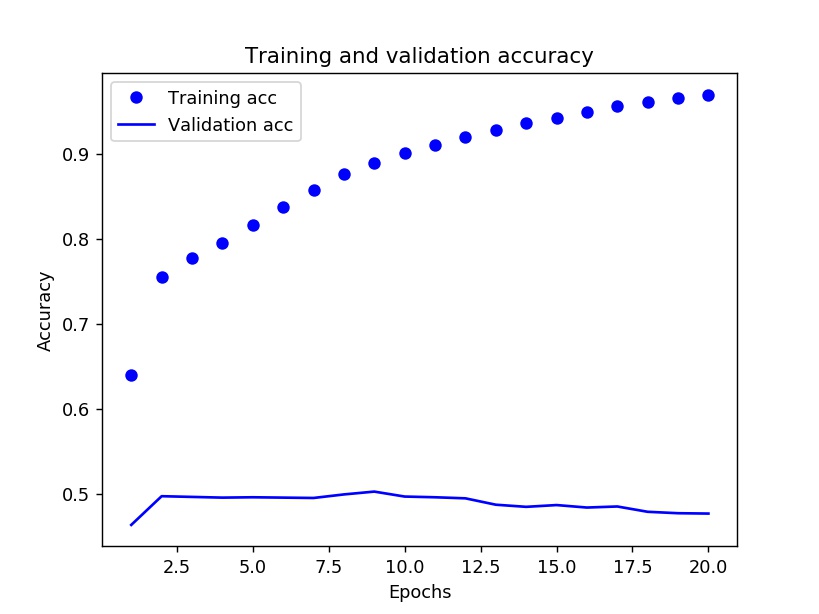 Training and validation accuracy
Training acc
Validation acc
0.9
0.8
0.7
0.6
0.5
Accuracy
2.5 5.0 7.5 10.0 12.5 15.0 17.5 20.0
Epochs